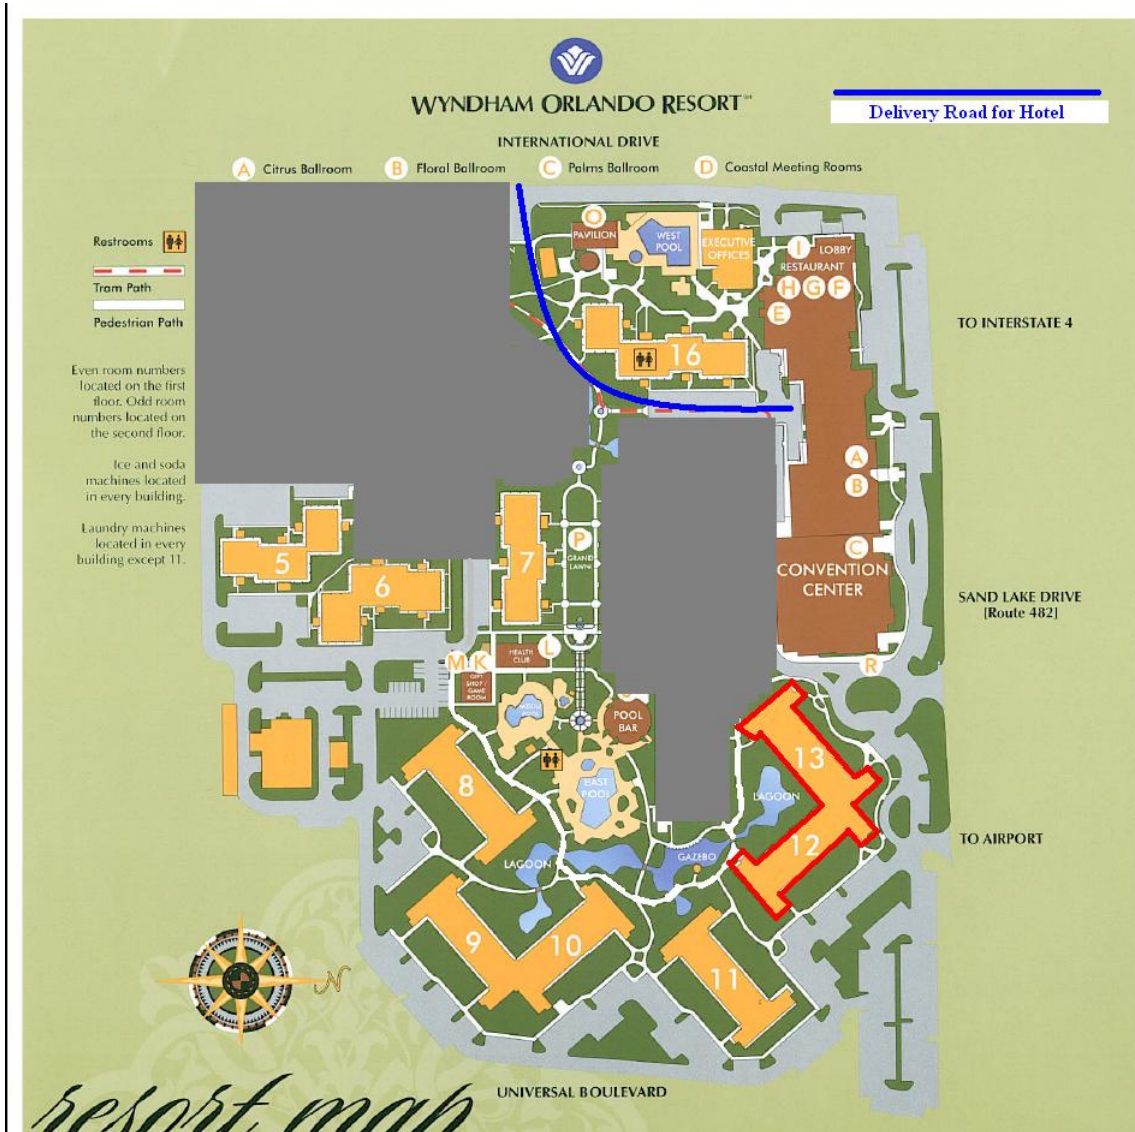 WYNDHAM ORLANDO RESORT
Delivery Road for Hotel
INTERNATIONAL DRIVE
A Citrus Ballroom B Floral Ballroom C Palms Ballroom D Coastal Meeting Rooms
Restrooms
Tram Path
Pedestrian Path
Even room numbers
located on the first
floor. Odd room
numbers located on
the second floor.
Ice and soda
machines located
in every building.
Laundry machines
located in every
building except 11.
O
PAVILION
WEST
POOL
EXECUTIVE
OFFICES
I LOBBY
RESTAURANT
H G F
E
16
TO INTERSTATE 4
A
B
C
CONVENTION
CENTER
SAND LAKE DRIVE
[Route 482]
R
5
6
7
P
GRAND
LAWN
M K
HEALTH
CLUB
L
GIFT
SHOP /
GAME
ROOM
POOL
BAR
EAST
POOL
8
13
LAGOON
12
TO AIRPORT
LAGOON
GAZEBO
9
10
11
N
UNIVERSAL BOULEVARD
resort map